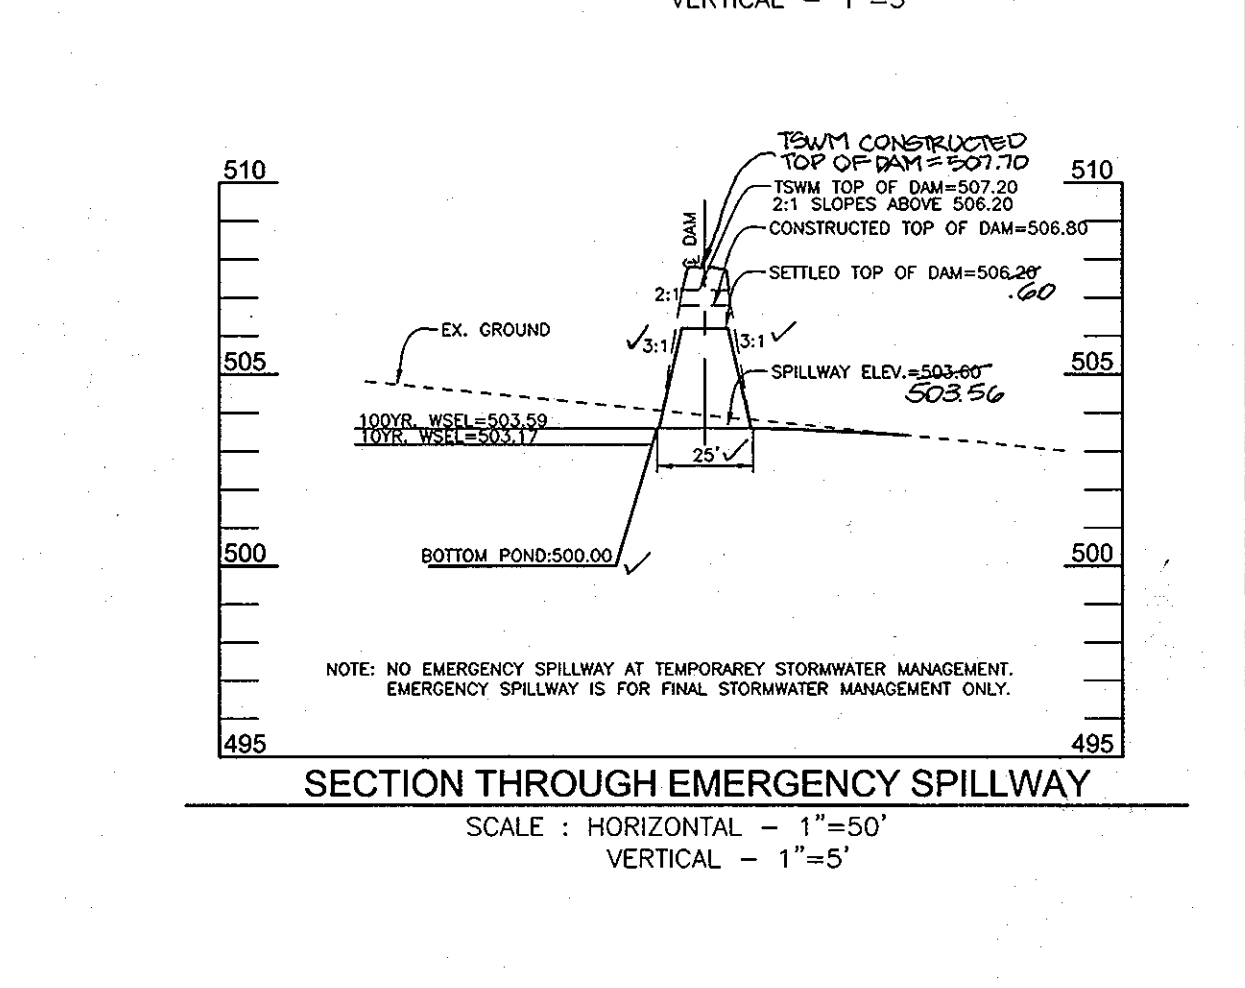 VERTICAL - 1"=5'
TSWM CONSTRUCTED
TOP OF DAM=507.70
510
510
TSWM TOP OF DAM=507.20
2:1 SLOPES ABOVE 506.20
CONSTRUCTED TOP OF DAM=506.80
℄ DAM
SETTLED TOP OF DAM=506.20
.60
2:1
EX. GROUND
3:1
3:1
505
505
SPILLWAY ELEV.=503.60
503.56
100YR. WSEL=503.59
10YR. WSEL=503.17
25'
500
BOTTOM POND:500.00
500
NOTE: NO EMERGENCY SPILLWAY AT TEMPORAREY STORMWATER MANAGEMENT.
EMERGENCY SPILLWAY IS FOR FINAL STORMWATER MANAGEMENT ONLY.
495
495
SECTION THROUGH EMERGENCY SPILLWAY
SCALE : HORIZONTAL - 1"=50'
VERTICAL - 1"=5'